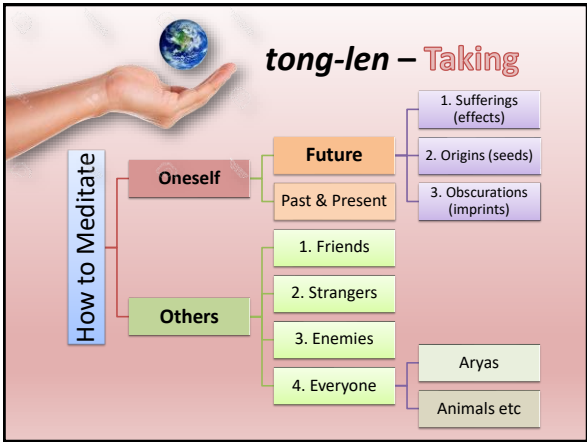 tong-len – Taking
How to Meditate
Oneself
Future
1. Sufferings
(effects)
2. Origins (seeds)
3. Obscurations
(imprints)
Past & Present
Others
1. Friends
2. Strangers
3. Enemies
4. Everyone
Aryas
Animals etc